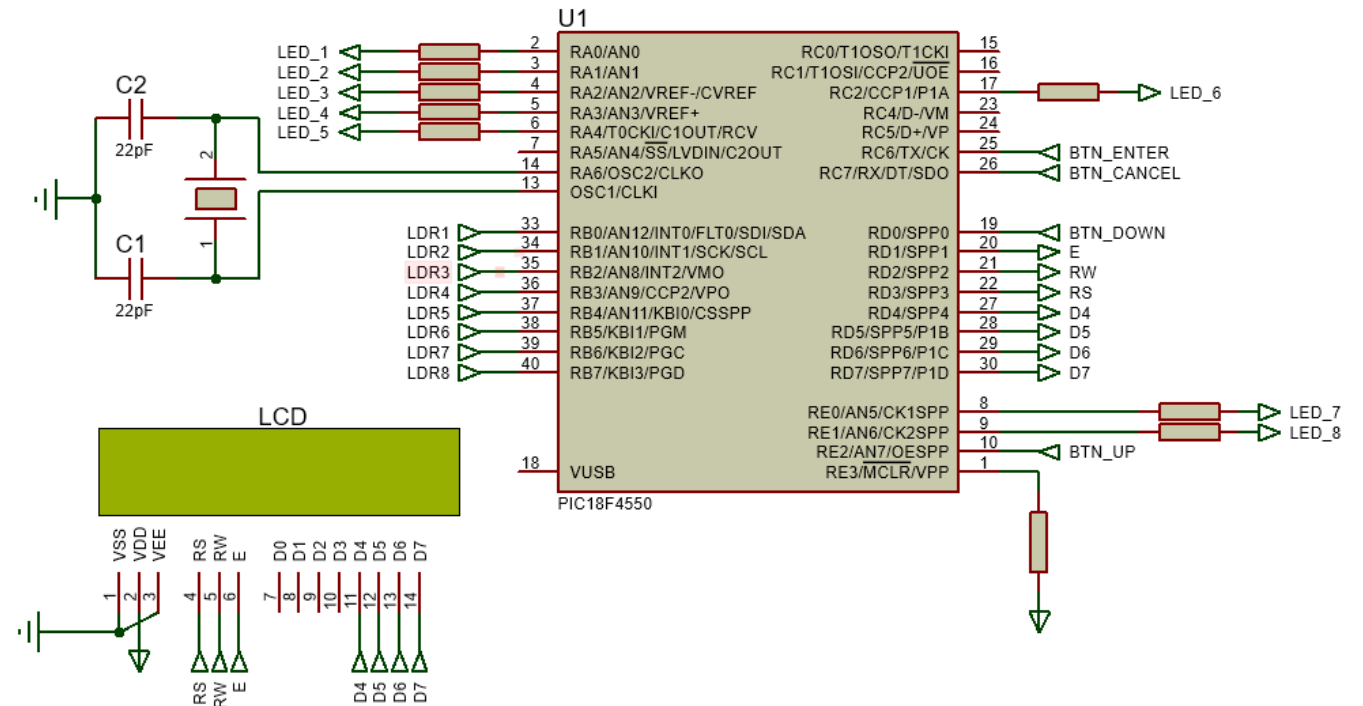 U1
LED_1 2 RA0/AN0 RC0/T1OSO/T1CKI 15
LED_2 3 RA1/AN1 RC1/T1OSI/CCP2/UOE 16
LED_3 4 RA2/AN2/VREF-/CVREF RC2/CCP1/P1A 17 LED_6
LED_4 5 RA3/AN3/VREF+ RC4/D-/VM 23
LED_5 6 RA4/T0CKI/C1OUT/RCV RC5/D+/VP 24
7 RA5/AN4/SS/LVDIN/C2OUT RC6/TX/CK 25 BTN_ENTER
14 RA6/OSC2/CLKO RC7/RX/DT/SDO 26 BTN_CANCEL
13 OSC1/CLKI
C2
22pF
2
1
C1
22pF
LDR1 33 RB0/AN12/INT0/FLT0/SDI/SDA RD0/SPP0 19 BTN_DOWN
LDR2 34 RB1/AN10/INT1/SCK/SCL RD1/SPP1 20 E
LDR3 35 RB2/AN8/INT2/VMO RD2/SPP2 21 RW
LDR4 36 RB3/AN9/CCP2/VPO RD3/SPP3 22 RS
LDR5 37 RB4/AN11/KBI0/CSSPP RD4/SPP4 27 D4
LDR6 38 RB5/KBI1/PGM RD5/SPP5/P1B 28 D5
LDR7 39 RB6/KBI2/PGC RD6/SPP6/P1C 29 D6
LDR8 40 RB7/KBI3/PGD RD7/SPP7/P1D 30 D7
RE0/AN5/CK1SPP 8 LED_7
RE1/AN6/CK2SPP 9 LED_8
RE2/AN7/OESPP 10 BTN_UP
18 VUSB RE3/MCLR/VPP 1
PIC18F4550
LCD
VSS VDD VEE RS RW E D0 D1 D2 D3 D4 D5 D6 D7
1 2 3 4 5 6 7 8 9 10 11 12 13 14
RS RW E D4 D5 D6 D7